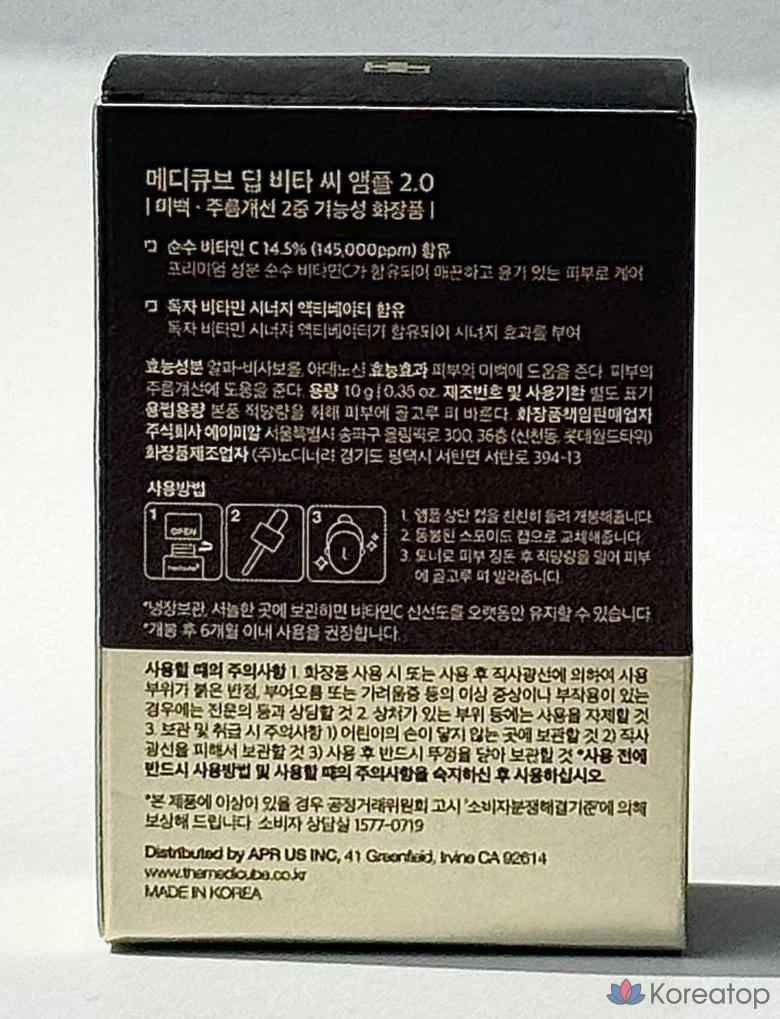 메디큐브 딥 비타 씨 앰플 2.0
| 미백 · 주름개선 2중 기능성 화장품 |
순수 비타민 C 14.5% (145,000ppm) 함유
프리미엄 성분 순수 비타민C가 함유되어 매끈하고 윤기 있는 피부로 케어
독자 비타민 시너지 액티베이터 함유
독자 비타민 시너지 액티베이터가 함유되어 시너지 효과를 부여
효능성분 알파-비사보롤, 아데노신 효능효과 피부의 미백에 도움을 준다. 피부의
주름개선에 도움을 준다. 용량 10 g | 0.35 oz. 제조번호 및 사용기한 별도 표기
용법용량 본품 적당량을 취해 피부에 골고루 펴 바른다. 화장품책임판매업자
주식회사 에이피알 서울특별시 송파구 올림픽로 300, 36층 (신천동, 롯데월드타워)
화장품제조업자 (주)노디너리 경기도 평택시 서탄면 서탄로 394-13
사용방법
1
OPEN
medicube
2
3
1. 앰플 상단 캡을 천천히 돌려 개봉해줍니다.
2. 동봉된 스포이드 캡으로 교체해줍니다.
3. 토너로 피부 정돈 후 적당량을 덜어 피부
에 골고루 펴 발라줍니다.
*냉장보관, 서늘한 곳에 보관하면 비타민C 신선도를 오랫동안 유지할 수 있습니다
*개봉 후 6개월 이내 사용을 권장합니다.
사용할 때의 주의사항 1. 화장품 사용 시 또는 사용 후 직사광선에 의하여 사용
부위가 붉은 반점, 부어오름 또는 가려움증 등의 이상 증상이나 부작용이 있는
경우에는 전문의 등과 상담할 것 2. 상처가 있는 부위 등에는 사용을 자제할 것
3. 보관 및 취급 시 주의사항 1) 어린이의 손이 닿지 않는 곳에 보관할 것 2) 직사
광선을 피해서 보관할 것 3) 사용 후 반드시 뚜껑을 닫아 보관할 것 *사용 전에
반드시 사용방법 및 사용할 때의 주의사항을 숙지하신 후 사용하십시오.
*본 제품에 이상이 있을 경우 공정거래위원회 고시 '소비자분쟁해결기준'에 의해
보상해 드립니다. 소비자 상담실 1577-0719
Distributed by APR US INC, 41 Greenfield, Irvine CA 92614
www.themedicube.co.kr
MADE IN KOREA
Koreatop